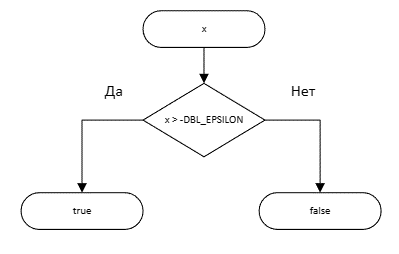 x
Да
Нет
x > -DBL_EPSILON
true
false